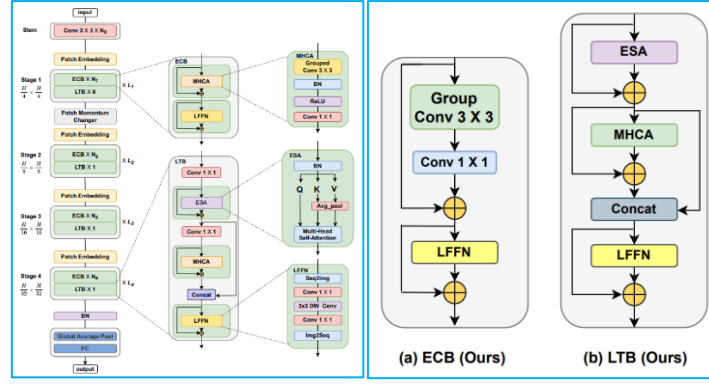 input
Stem
Conv 3 X 3 X N0
Patch Embedding
Stage 1
H/4 X H/4
ECB X N1
LTB X 0
X L1
Patch Momentum
Changer
Patch Embedding
Stage 2
H/8 X H/8
ECB X N2
LTB X 1
X L2
Patch Embedding
Stage 3
H/16 X H/16
ECB X N3
LTB X 1
X L3
Patch Embedding
Stage 4
H/32 X H/32
ECB X N4
LTB X 1
X L4
BN
Global Average Pool
FC
output
ECB
MHCA
LFFN
LTB
Conv 1 X 1
ESA
Conv 1 X 1
MHCA
Concat
LFFN
MHCA
Grouped
Conv 3 X 3
BN
ReLU
Conv 1 X 1
ESA
BN
Q K V
Avg_pool
Multi-Head
Self-Attention
LFFN
Seq2Img
Conv 1 X 1
3x3 DW Conv
Conv 1 X 1
Img2Seq
Group
Conv 3 X 3
Conv 1 X 1
LFFN
(a) ECB (Ours)
ESA
MHCA
Concat
LFFN
(b) LTB (Ours)